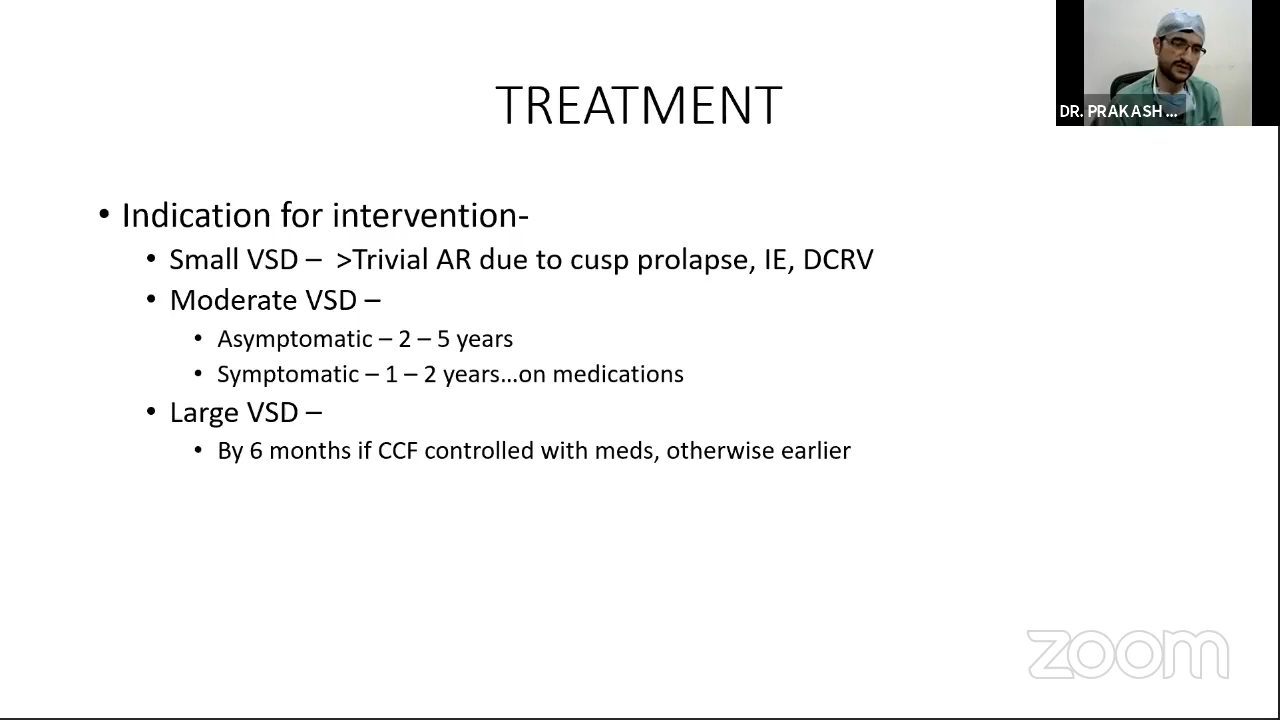 DR. PRAKASH ...
TREATMENT
• Indication for intervention-
• Small VSD – >Trivial AR due to cusp prolapse, IE, DCRV
• Moderate VSD –
• Asymptomatic – 2 – 5 years
• Symptomatic – 1 – 2 years...on medications
• Large VSD –
• By 6 months if CCF controlled with meds, otherwise earlier
zoom